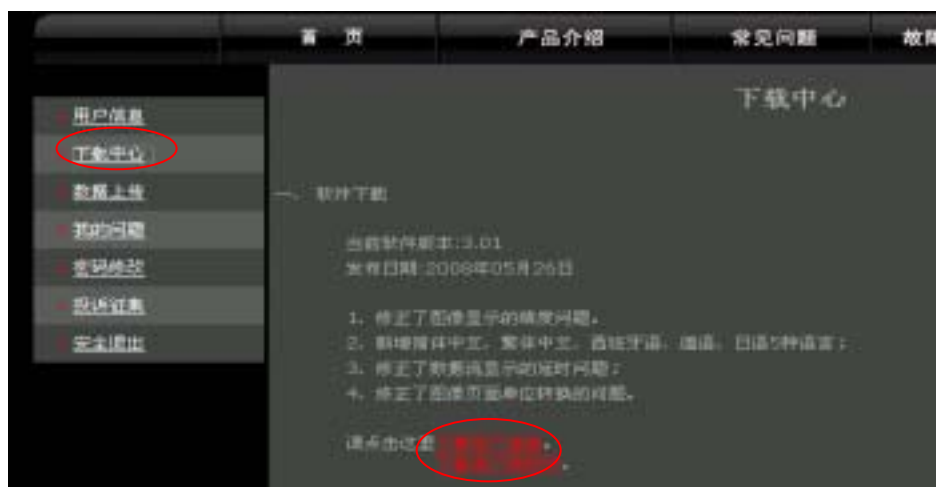 首 页
产品介绍
常见问题
故障
下载中心
用户信息
下载中心
数据上传
我的问题
密码修改
投诉征集
安全退出
一、 软件下载
当前软件版本:3.01
发布日期:2008年05月26日
1、修正了图像显示的精度问题。
2、新增简体中文、繁体中文、西班牙语、德语、日语5种语言;
3、修正了数据流显示的延时问题;
4、修正了图像页面单位转换的问题。
请点击这里